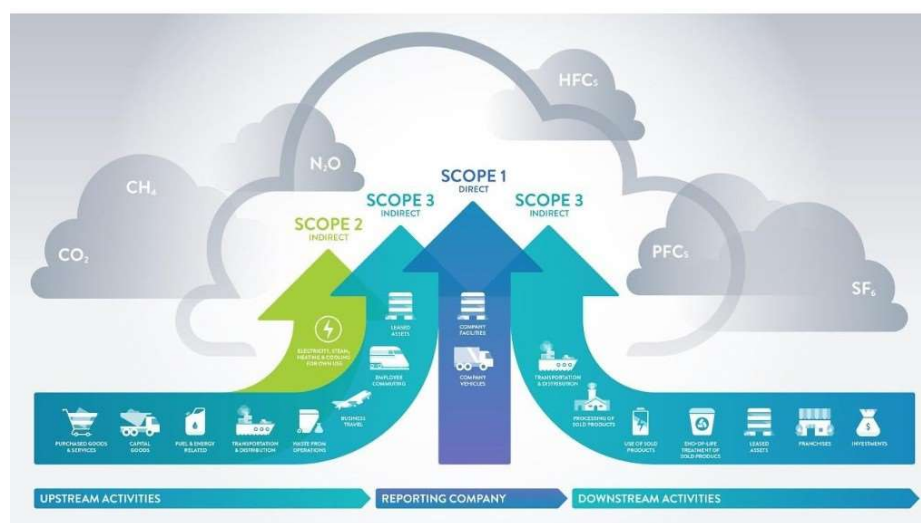 HFCs
N₂O
CH₄
CO₂
SCOPE 1
DIRECT
SCOPE 3
INDIRECT
SCOPE 3
INDIRECT
SCOPE 2
INDIRECT
PFCs
SF₆
ELECTRICITY, STEAM,
HEATING & COOLING
FOR OWN USE
LEASED
ASSETS
EMPLOYEE
COMMUTING
BUSINESS
TRAVEL
COMPANY
FACILITIES
COMPANY
VEHICLES
TRANSPORTATION
& DISTRIBUTION
PROCESSING OF
SOLD PRODUCTS
PURCHASED GOODS
& SERVICES
CAPITAL
GOODS
FUEL & ENERGY
RELATED
TRANSPORTATION
& DISTRIBUTION
WASTE FROM
OPERATIONS
USE OF SOLD
PRODUCTS
END-OF-LIFE
TREATMENT OF
SOLD PRODUCT
LEASED
ASSETS
FRANCHISES
$
INVESTMENTS
UPSTREAM ACTIVITIES
REPORTING COMPANY
DOWNSTREAM ACTIVITIES